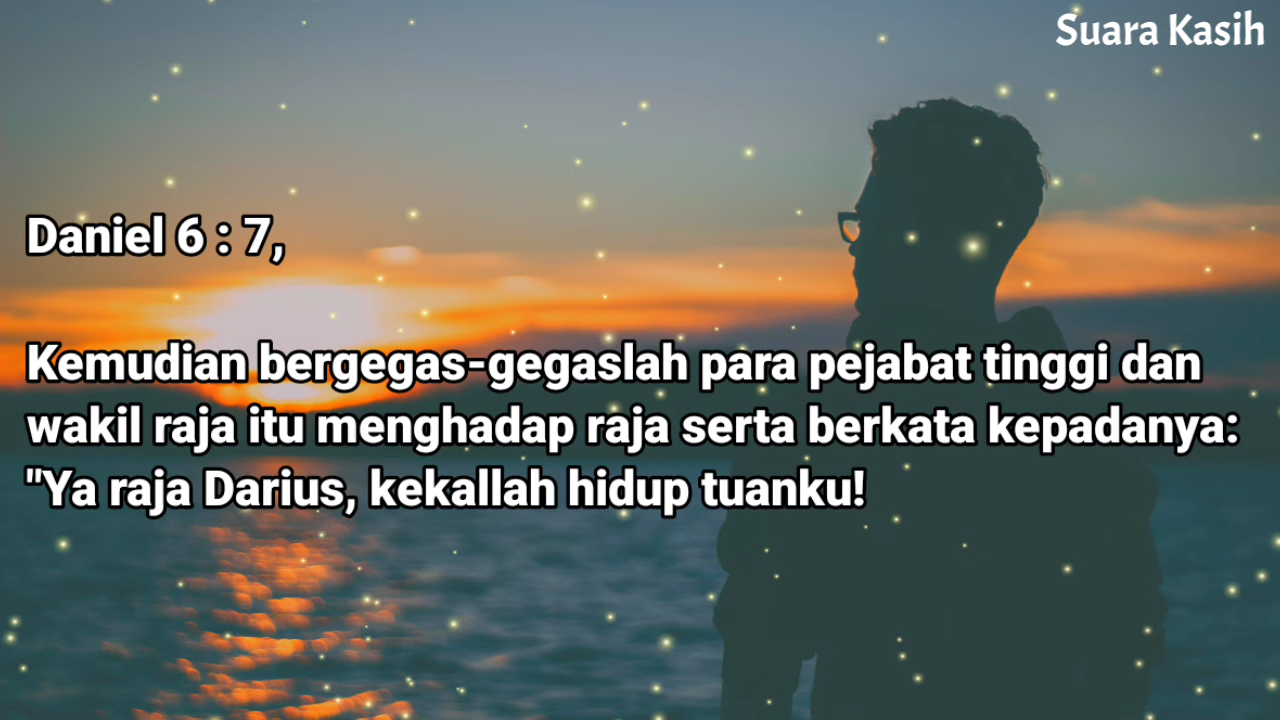 Suara Kasih
Daniel 6 : 7,
Kemudian bergegas-gegaslah para pejabat tinggi dan
wakil raja itu menghadap raja serta berkata kepadanya:
"Ya raja Darius, kekallah hidup tuanku!